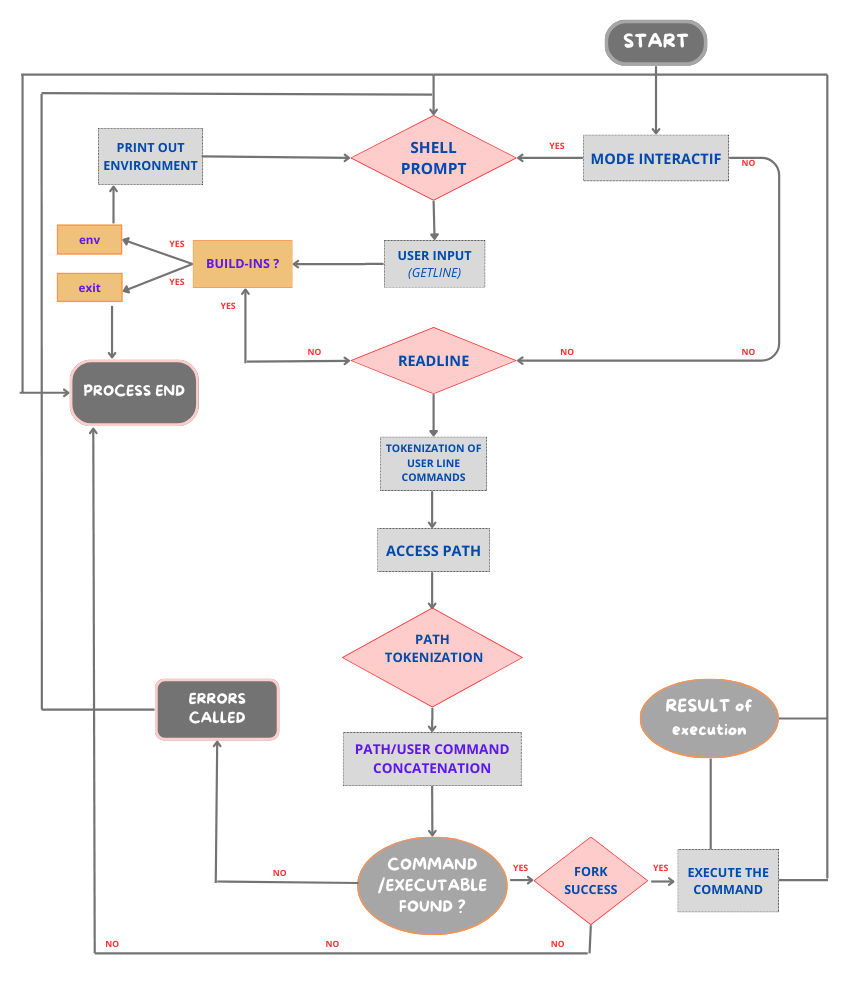 START
SHELL
PROMPT
YES
MODE INTERACTIF
NO
PRINT OUT
ENVIRONMENT
env
YES
BUILD-INS ?
USER INPUT
(GETLINE)
exit
YES
YES
NO
READLINE
NO
NO
PROCESS END
TOKENIZATION OF
USER LINE
COMMANDS
ACCESS PATH
PATH
TOKENIZATION
ERRORS
CALLED
RESULT of
execution
PATH/USER COMMAND
CONCATENATION
COMMAND
/EXECUTABLE
FOUND ?
NO
YES
FORK
SUCCESS
YES
EXECUTE THE
COMMAND
NO
NO
NO